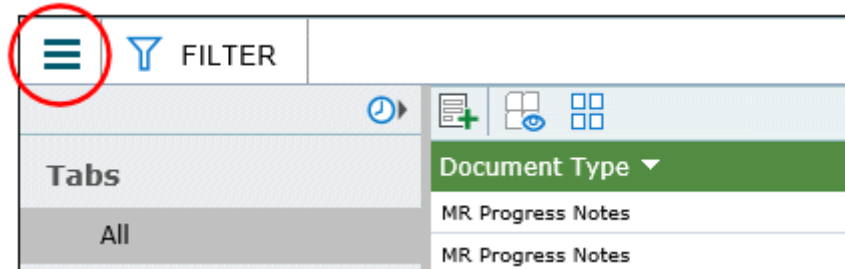 FILTER
Tabs
All
Document Type
MR Progress Notes
MR Progress Notes